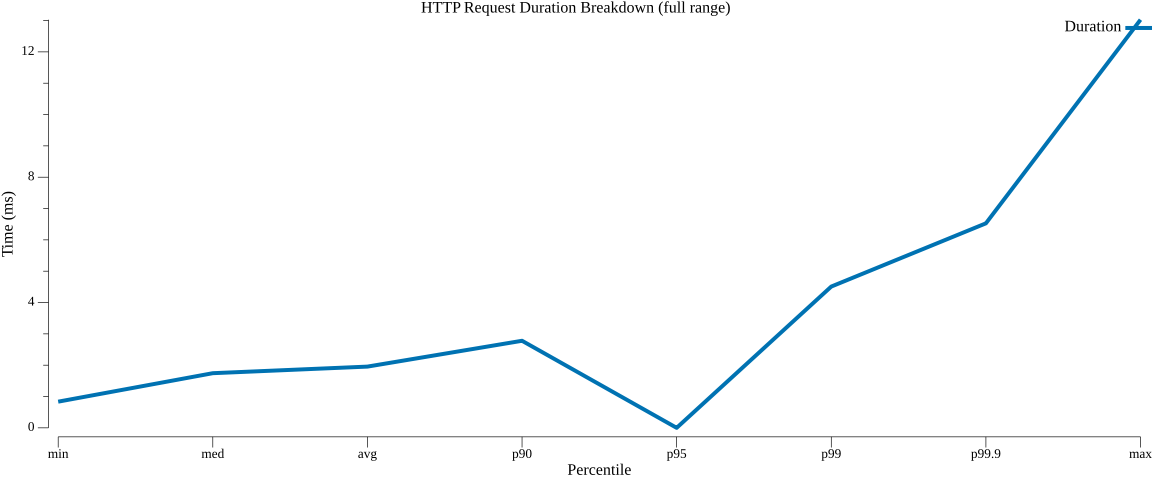 HTTP Request Duration Breakdown (full range)
Duration
12
8
4
0
Time (ms)
min med avg p90 p95 p99 p99.9 max
Percentile